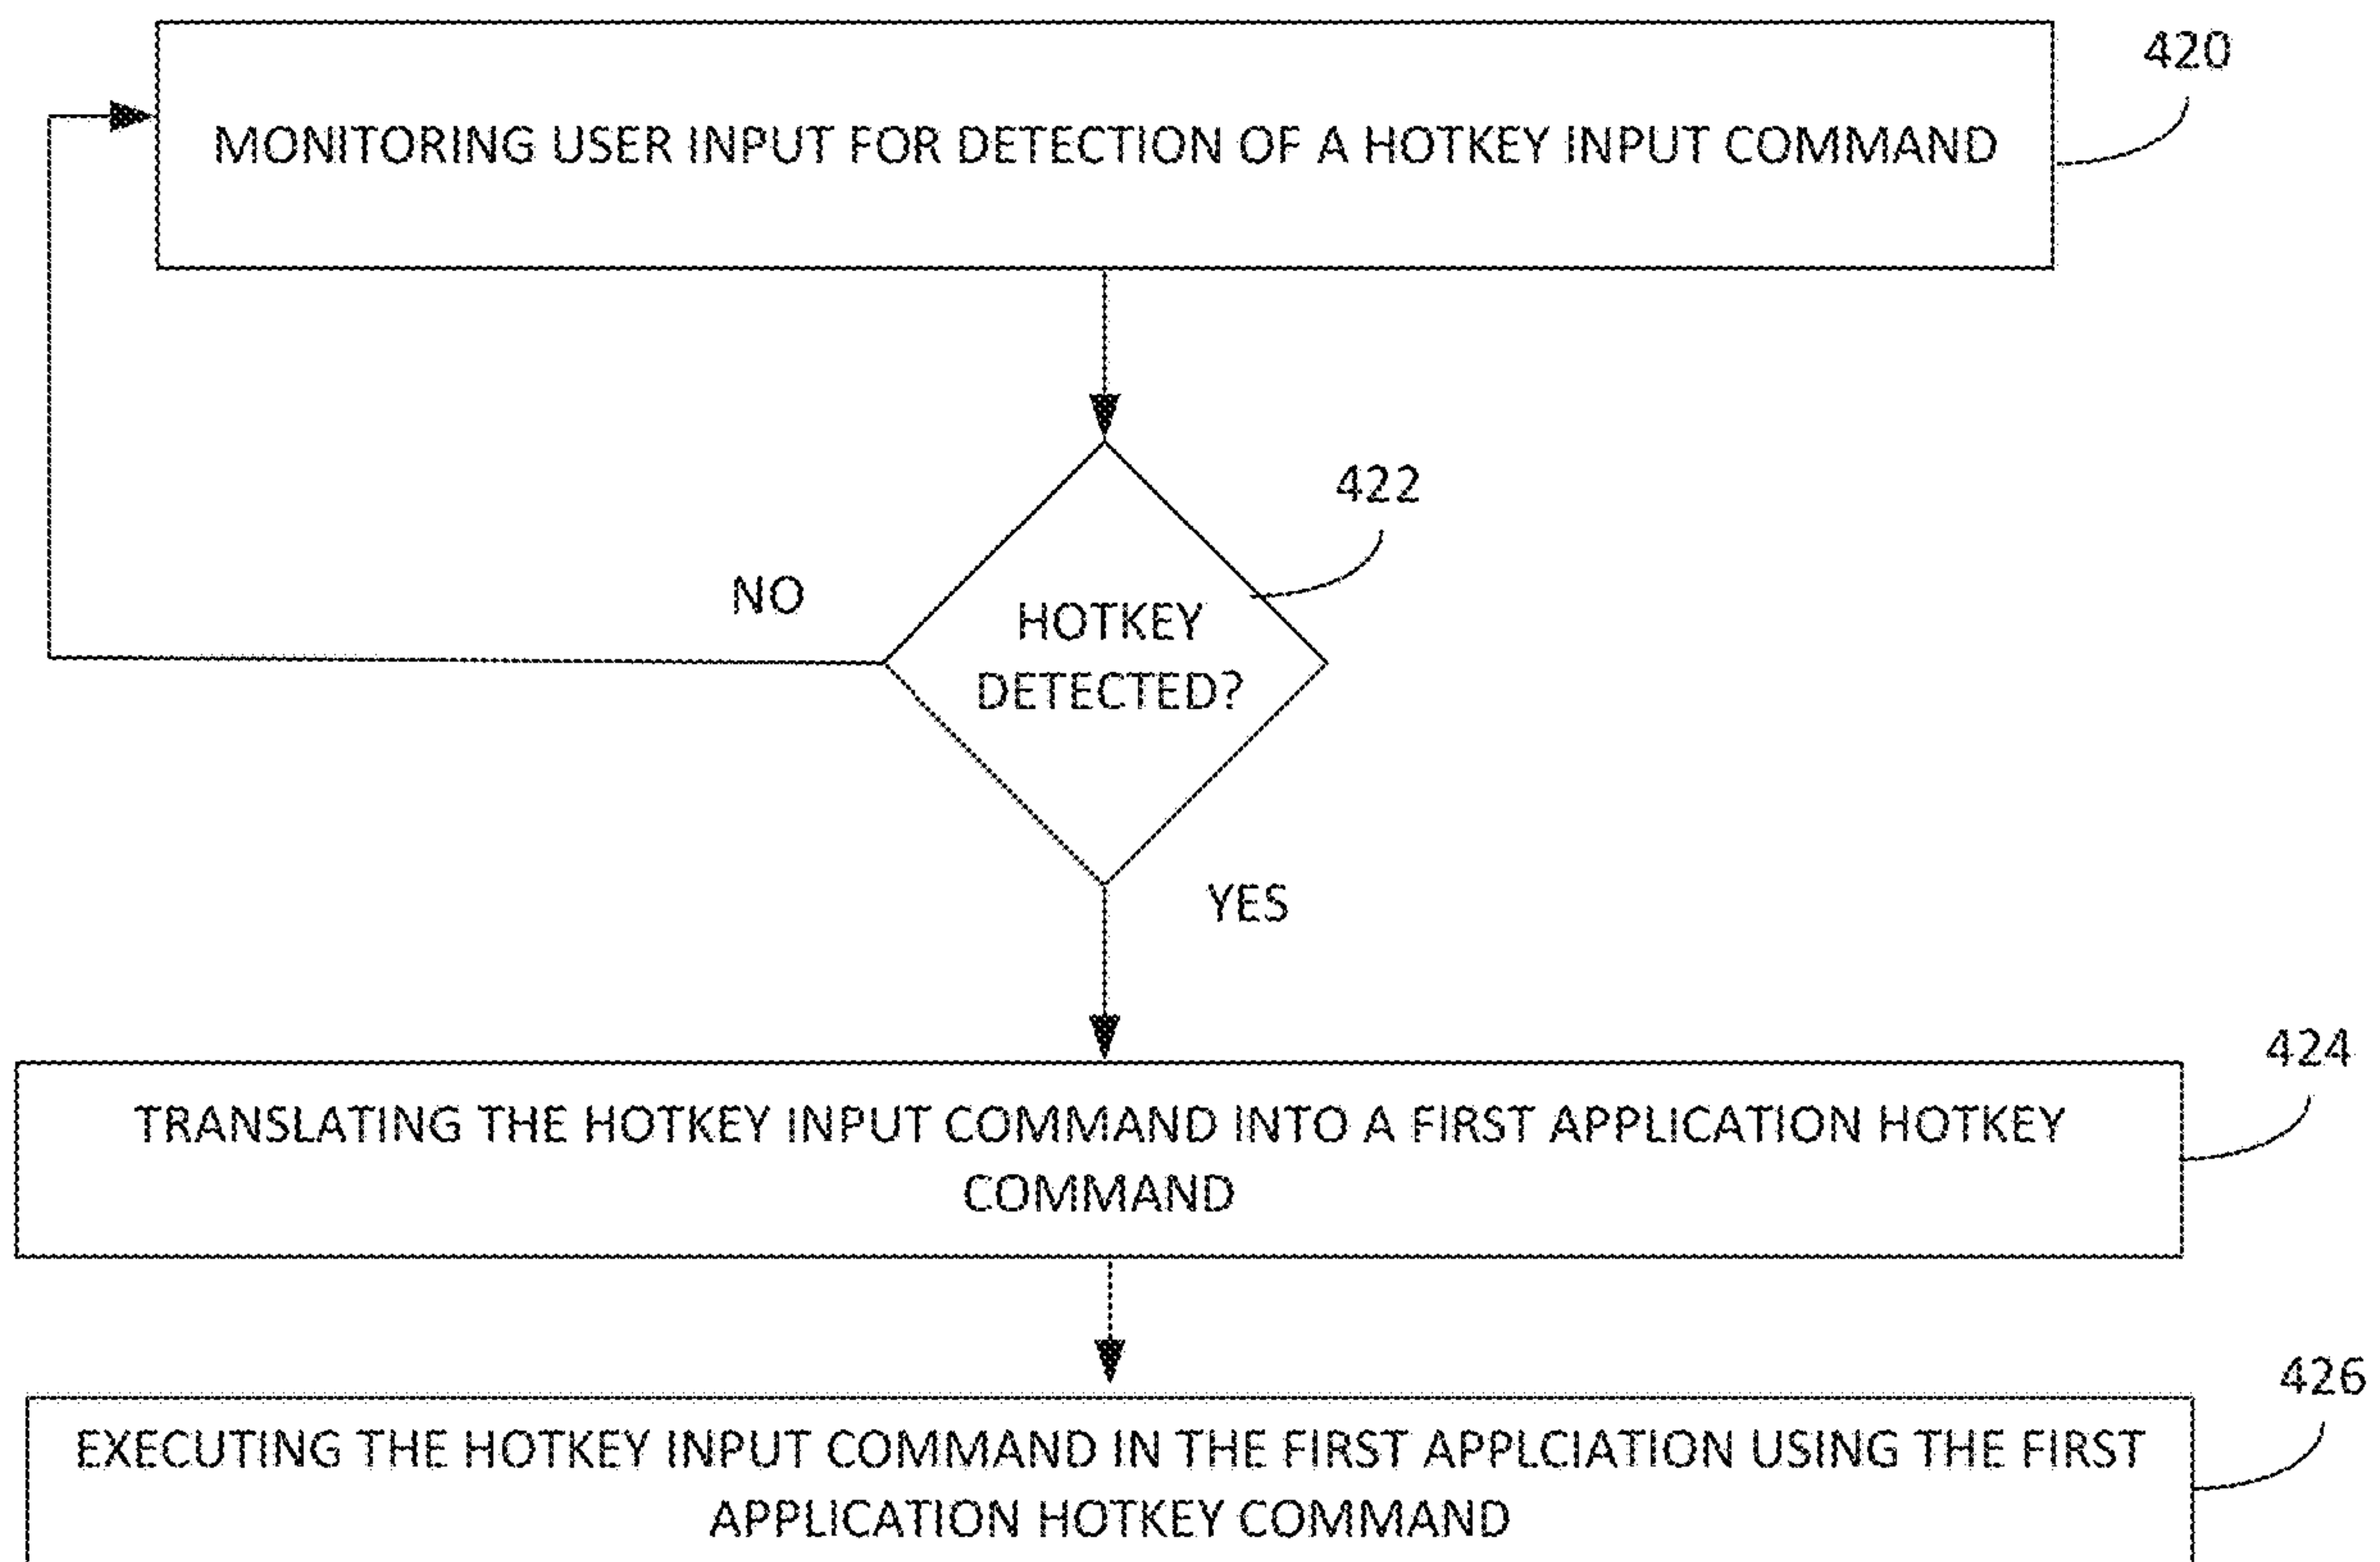 420
MONITORING USER INPUT FOR DETECTION OF A HOTKEY INPUT COMMAND
422
NO
HOTKEY
DETECTED?
YES
424
TRANSLATING THE HOTKEY INPUT COMMAND INTO A FIRST APPLICATION HOTKEY
COMMAND
426
EXECUTING THE HOTKEY INPUT COMMAND IN THE FIRST APPLCIATION USING THE FIRST
APPLICATION HOTKEY COMMAND